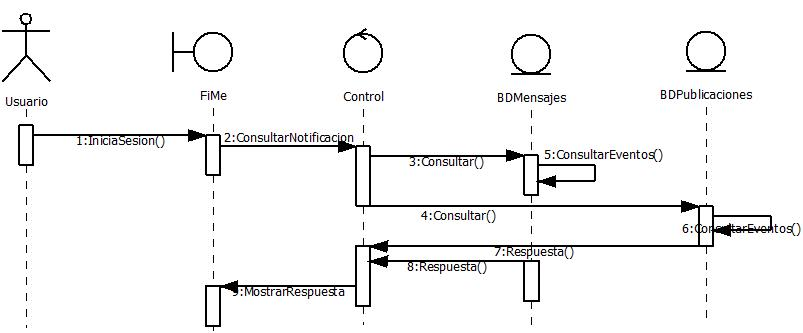 Usuario
FiMe
Control
BDMensajes
BDPublicaciones
1:IniciaSesion()
2:ConsultarNotificacion
3:Consultar()
5:ConsultarEventos()
4:Consultar()
6:ConsultarEventos()
7:Respuesta()
8:Respuesta()
9:MostrarRespuesta